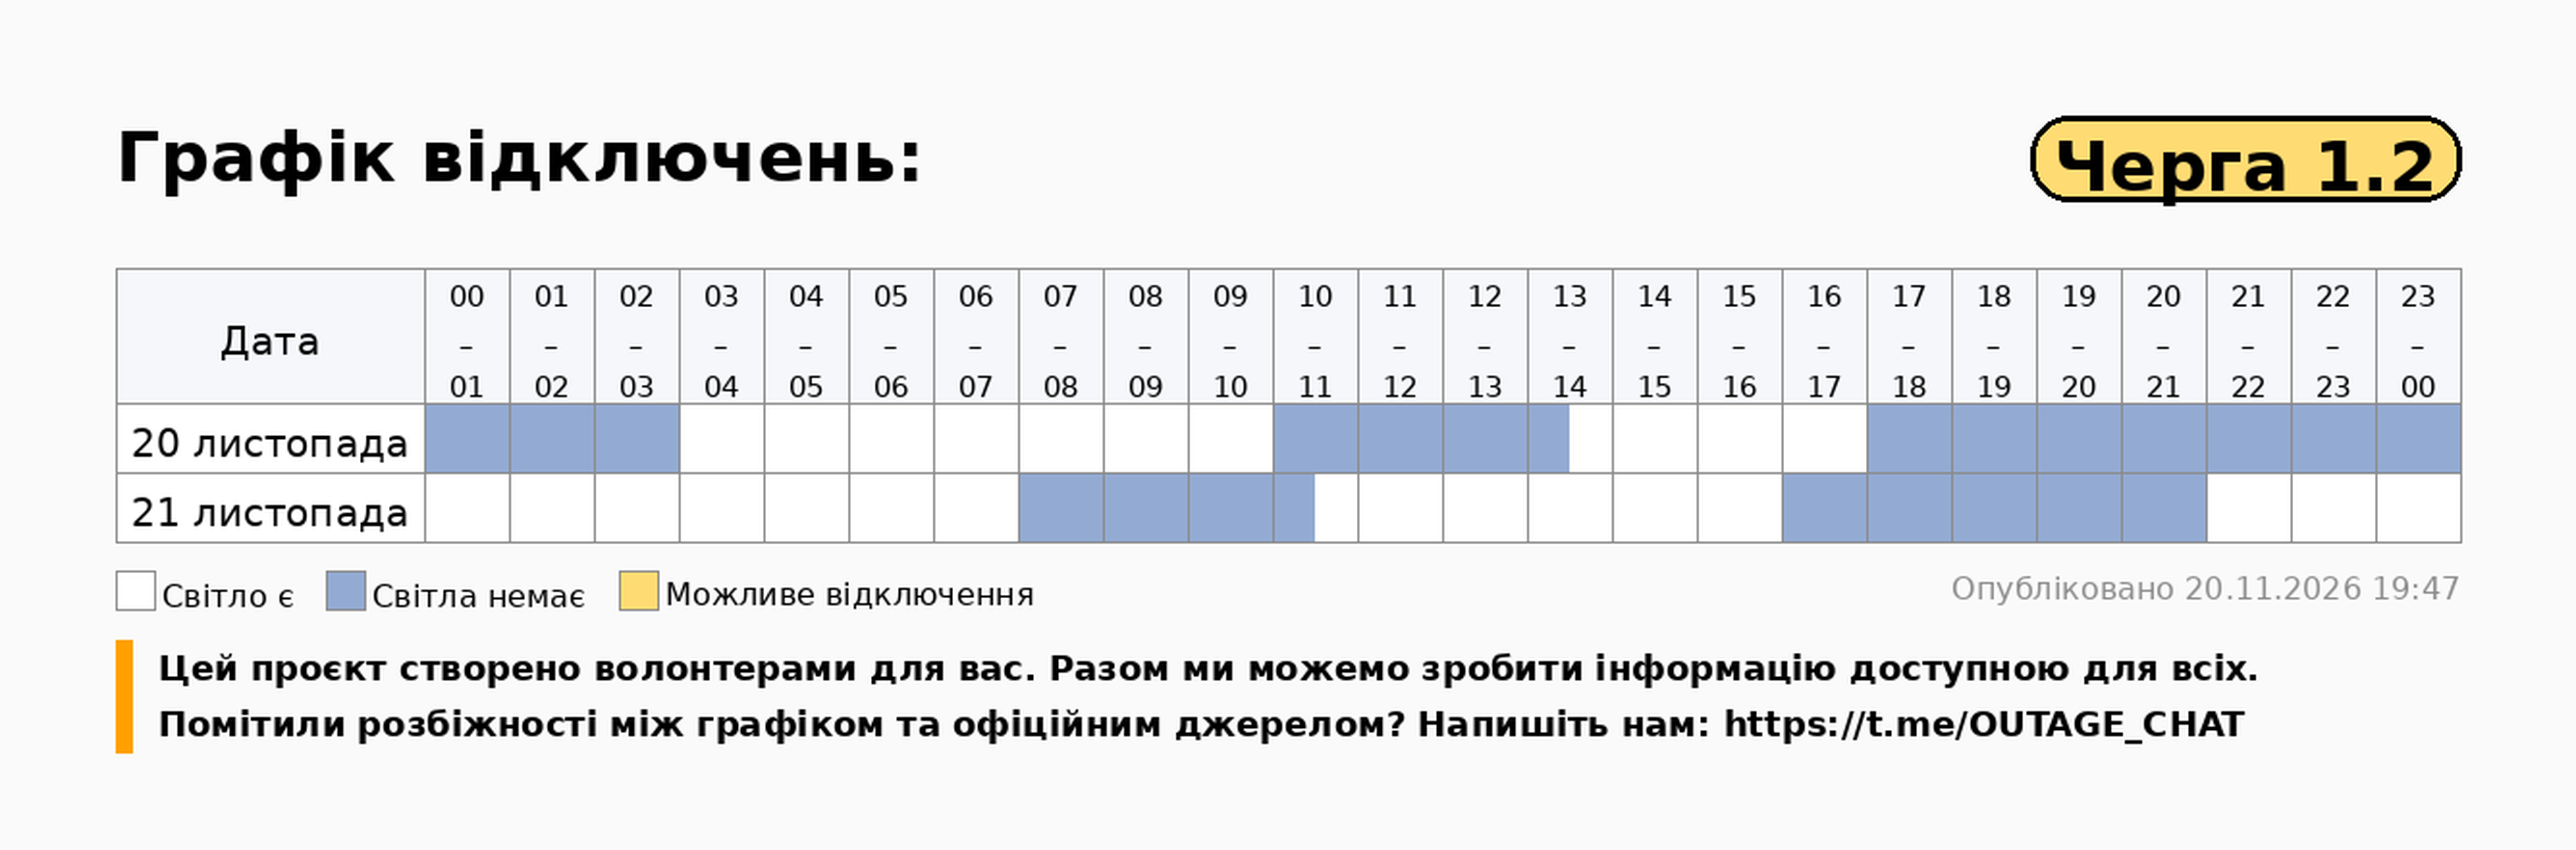 Графік відключень:
Черга 1.2
Дата 00 – 01 01 – 02 02 – 03 03 – 04 04 – 05 05 – 06 06 – 07 07 – 08 08 – 09 09 – 10 10 – 11 11 – 12 12 – 13 13 – 14 14 – 15 15 – 16 16 – 17 17 – 18 18 – 19 19 – 20 20 – 21 21 – 22 22 – 23 23 – 00
20 листопада
21 листопада
Світло є Світла немає Можливе відключення
Опубліковано 20.11.2026 19:47
Цей проєкт створено волонтерами для вас. Разом ми можемо зробити інформацію доступною для всіх.
Помітили розбіжності між графіком та офіційним джерелом? Напишіть нам: https://t.me/OUTAGE_CHAT